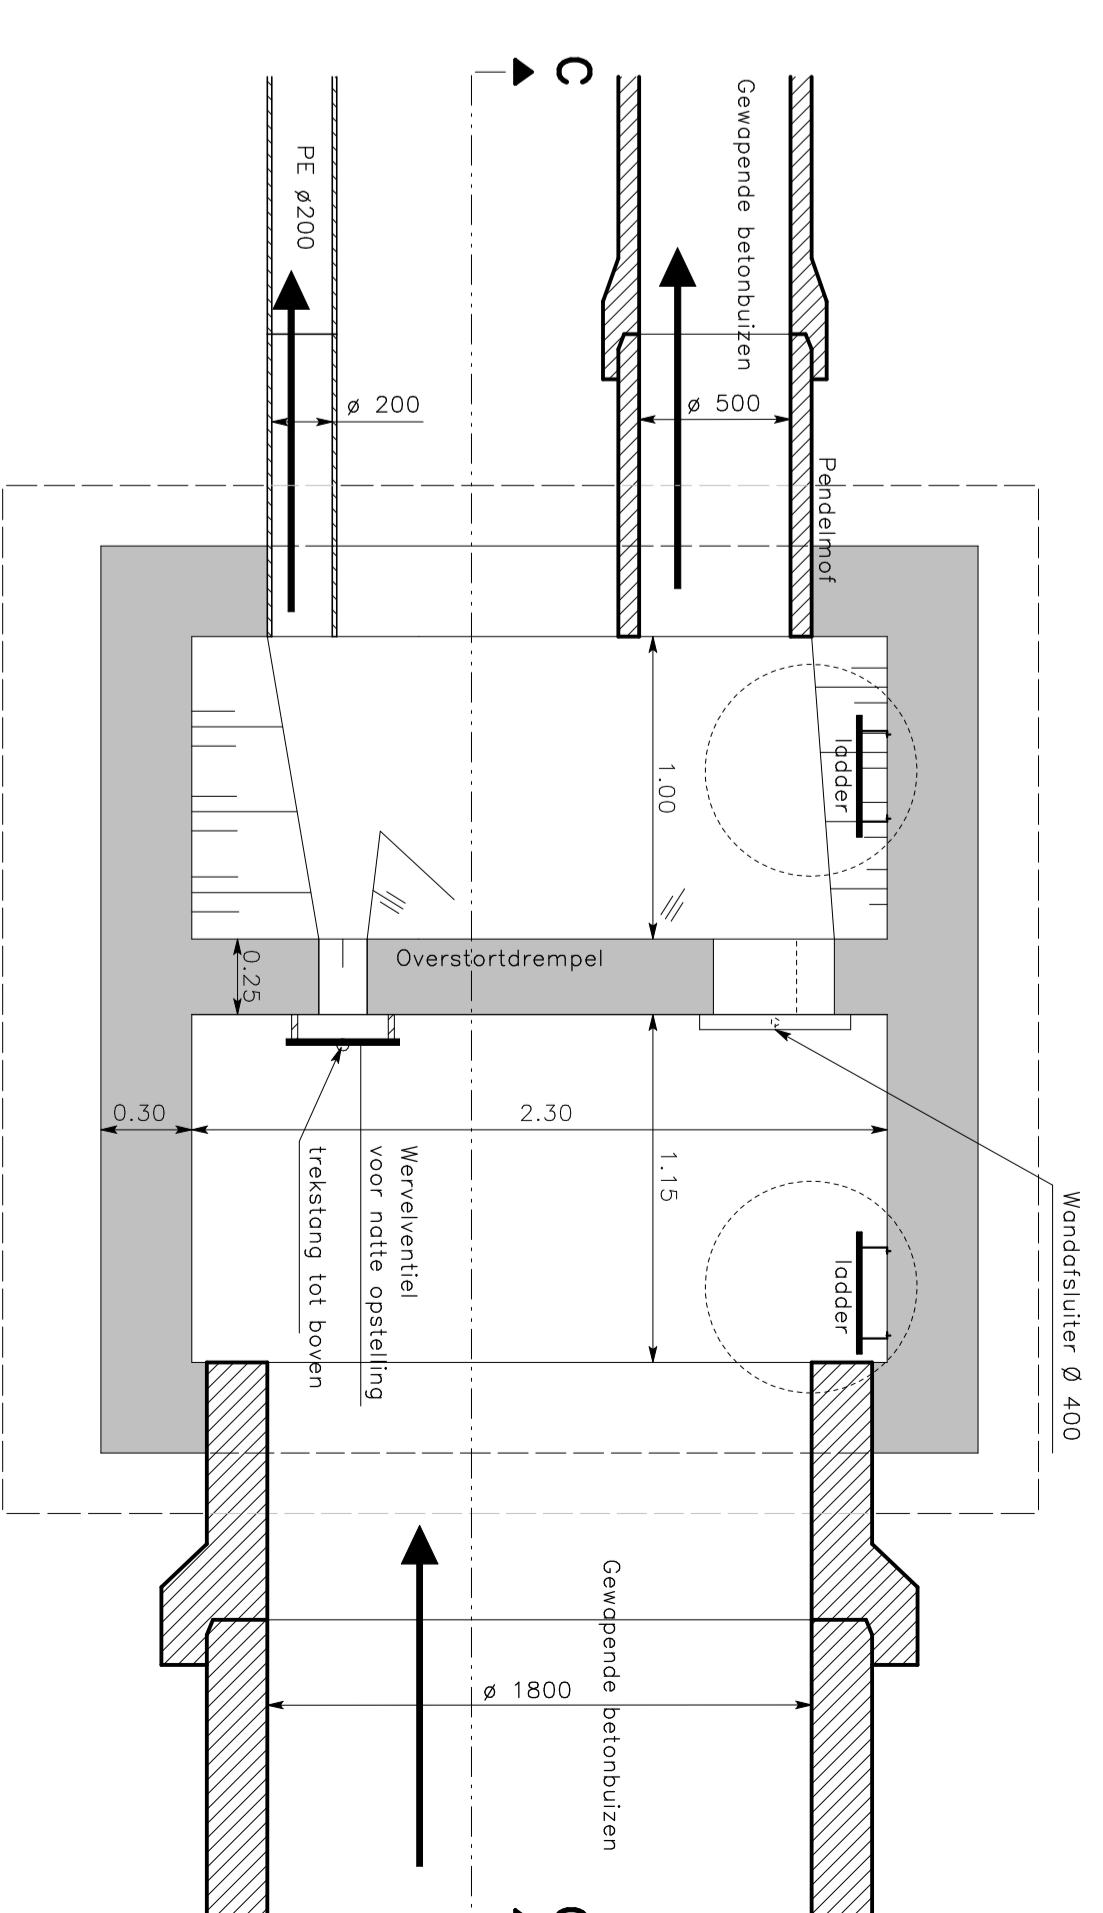 C
Gewapende betonbuizen
PE ø200
ø 200
ø 500
Pendelmof
ladder
1.00
Overstortdrempel
0.25
0.30
2.30
1.15
Wervelventiel
voor natte opstelling
trekstang tot boven
ladder
Wandafsluiter Ø 400
Gewapende betonbuizen
ø 1800